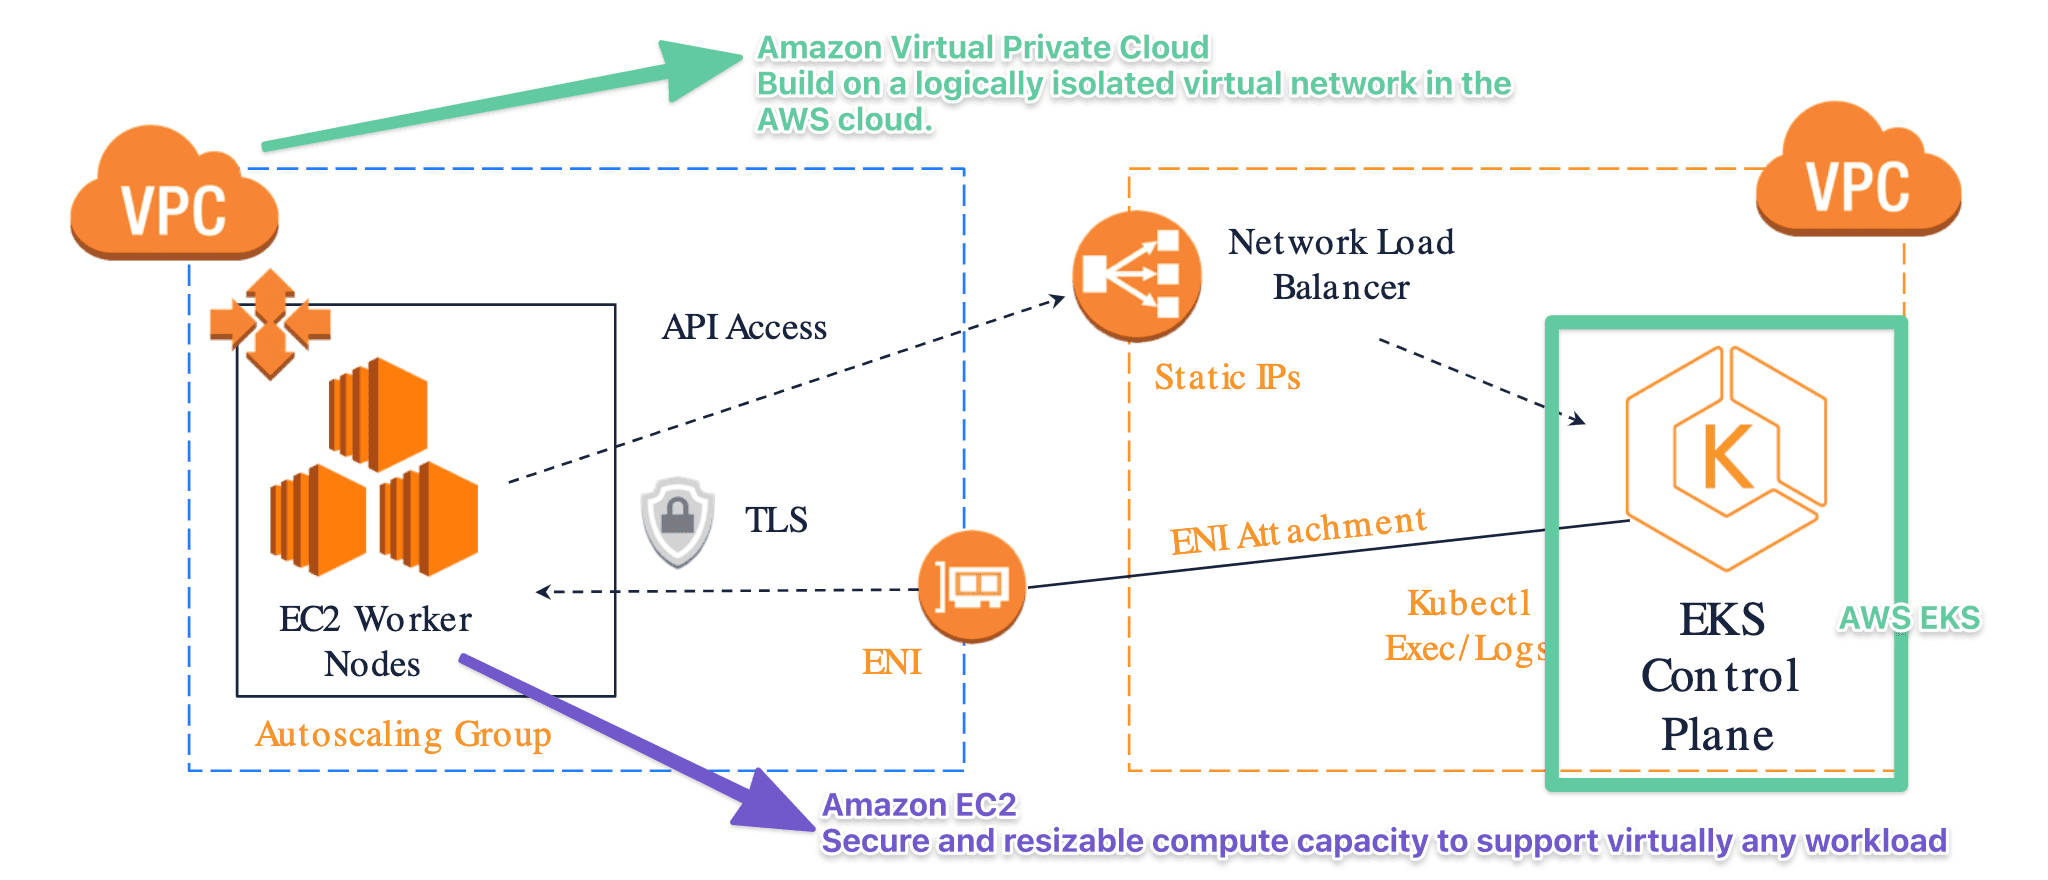 Amazon Virtual Private Cloud
Build on a logically isolated virtual network in the
AWS cloud.
VPC
VPC
Network Load
Balancer
API Access
Static IPs
K
TLS
ENI Attachment
EC2 Worker
Nodes
ENI
Kubectl
Exec/Logs
EKS
Control
Plane
AWS EKS
Autoscaling Group
Amazon EC2
Secure and resizable compute capacity to support virtually any workload